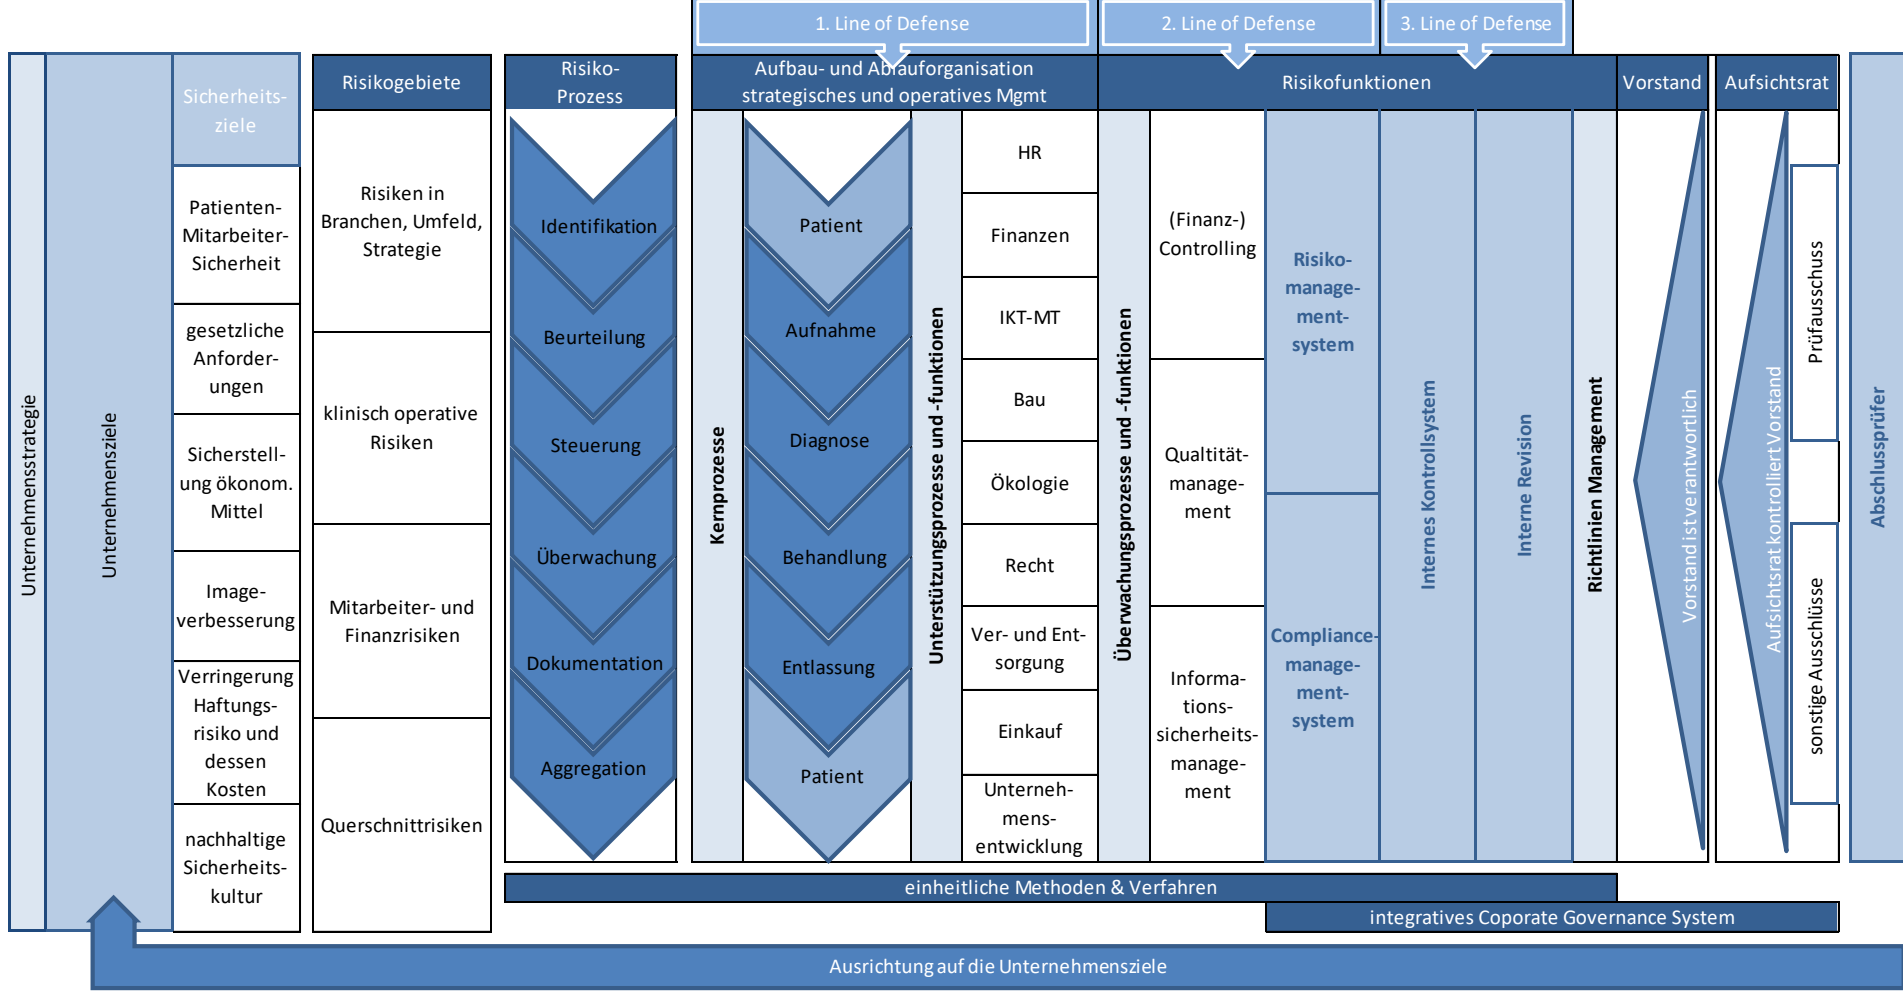 1. Line of Defense
2. Line of Defense
3. Line of Defense
Unternehmensstrategie
Unternehmensziele
Sicherheits-
ziele
Patienten-
Mitarbeiter-
Sicherheit
gesetzliche
Anforder-
ungen
Sicherstell-
ung ökonom.
Mittel
Image-
verbesserung
Verringerung
Haftungs-
risiko und
dessen
Kosten
nachhaltige
Sicherheits-
kultur
Risikogebiete
Risiken in
Branchen, Umfeld,
Strategie
klinisch operative
Risiken
Mitarbeiter- und
Finanzrisiken
Querschnittrisiken
Risiko-
Prozess
Identifikation
Beurteilung
Steuerung
Überwachung
Dokumentation
Aggregation
Aufbau- und Ablauforganisation
strategisches und operatives Mgmt
Kernprozesse
Patient
Aufnahme
Diagnose
Behandlung
Entlassung
Patient
Unterstützungsprozesse und -funktionen
HR
Finanzen
IKT-MT
Bau
Ökologie
Recht
Ver- und Ent-
sorgung
Einkauf
Unterneh-
mens-
entwicklung
Risikofunktionen
Überwachungsprozesse und -funktionen
(Finanz-)
Controlling
Qualtität-
manage-
ment
Informa-
tions-
sicherheits-
manage-
ment
Risiko-
manage-
ment-
system
Compliance-
manage-
ment-
system
Internes Kontrollsystem
Interne Revision
Richtlinien Management
Vorstand
Vorstand ist verantwortlich
Aufsichtsrat
Aufsichtsrat kontrolliert Vorstand
Prüfausschuss
sonstige Ausschlüsse
Abschlussprüfer
einheitliche Methoden & Verfahren
integratives Coporate Governance System
Ausrichtung auf die Unternehmensziele